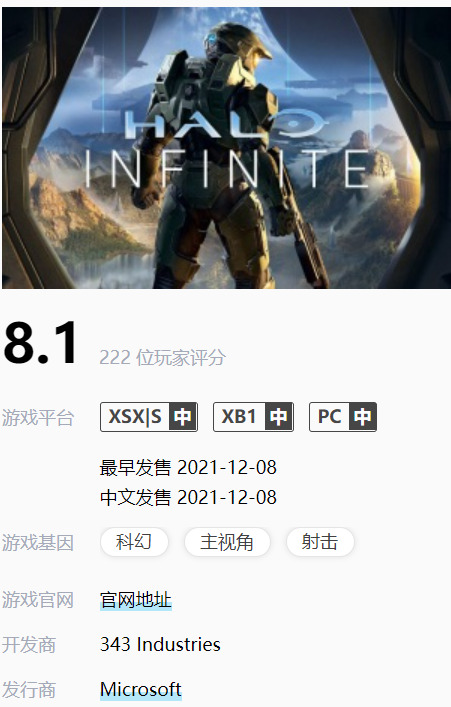 HALO
INFINITE
8.1 222 位玩家评分
游戏平台 XSX|S 中 XB1 中 PC 中
最早发售 2021-12-08
中文发售 2021-12-08
游戏基因 科幻 主视角 射击
游戏官网 官网地址
开发商 343 Industries
发行商 Microsoft